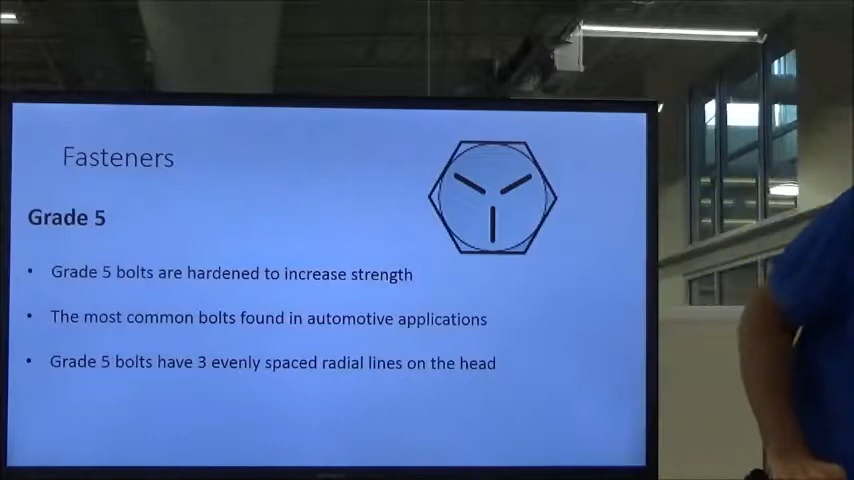 Fasteners
Grade 5
• Grade 5 bolts are hardened to increase strength
• The most common bolts found in automotive applications
• Grade 5 bolts have 3 evenly spaced radial lines on the head